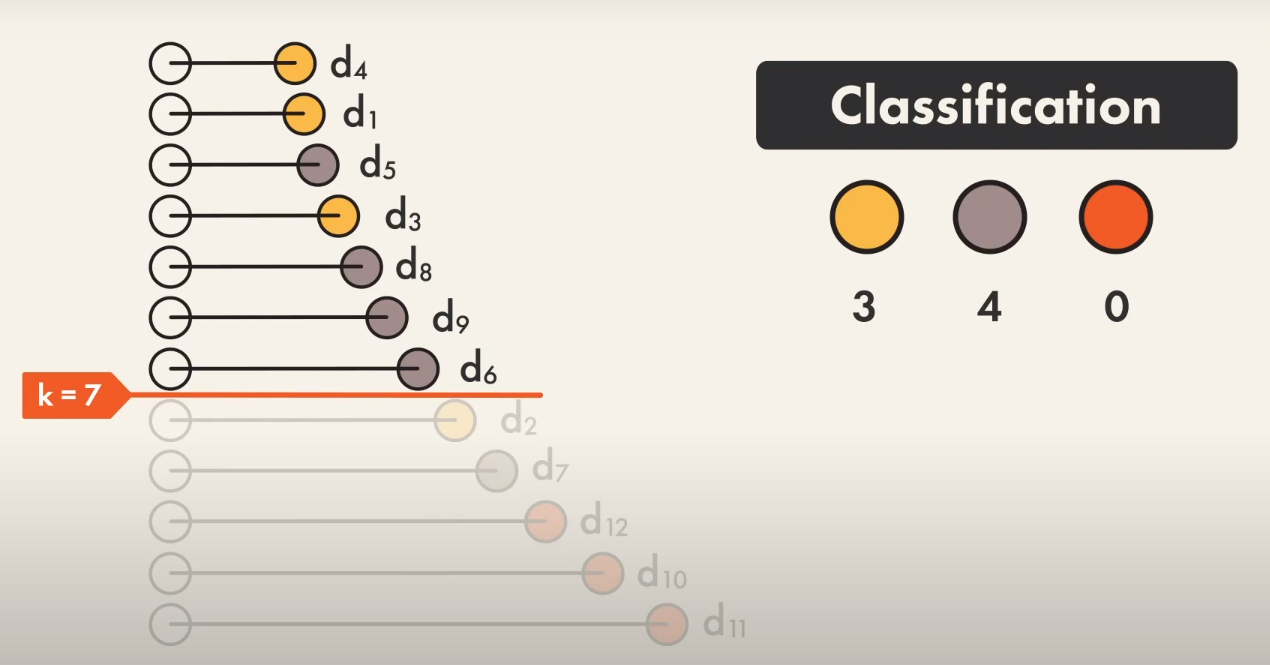 d4
d1
d5
d3
d8
d9
d6
k = 7
d2
d7
d12
d10
d11
Classification
3 4 0